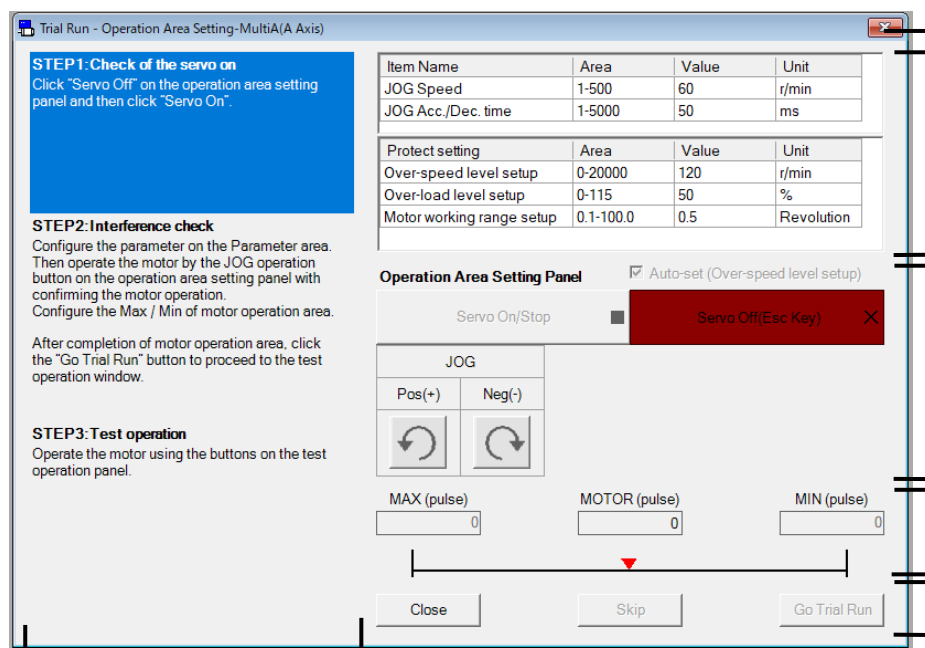 Trial Run - Operation Area Setting-MultiA(A Axis)
STEP1:Check of the servo on
Click "Servo Off" on the operation area setting
panel and then click "Servo On".
STEP2:Interference check
Configure the parameter on the Parameter area.
Then operate the motor by the JOG operation
button on the operation area setting panel with
confirming the motor operation.
Configure the Max / Min of motor operation area.
After completion of motor operation area, click
the "Go Trial Run" button to proceed to the test
operation window.
STEP3:Test operation
Operate the motor using the buttons on the test
operation panel.
Item Name Area Value Unit
JOG Speed 1-500 60 r/min
JOG Acc./Dec. time 1-5000 50 ms
Protect setting Area Value Unit
Over-speed level setup 0-20000 120 r/min
Over-load level setup 0-115 50 %
Motor working range setup 0.1-100.0 0.5 Revolution
Operation Area Setting Panel Auto-set (Over-speed level setup)
Servo On/Stop Servo Off(Esc Key)
JOG
Pos(+) Neg(-)
MAX (pulse) MOTOR (pulse) MIN (pulse)
0 0 0
Close Skip Go Trial Run